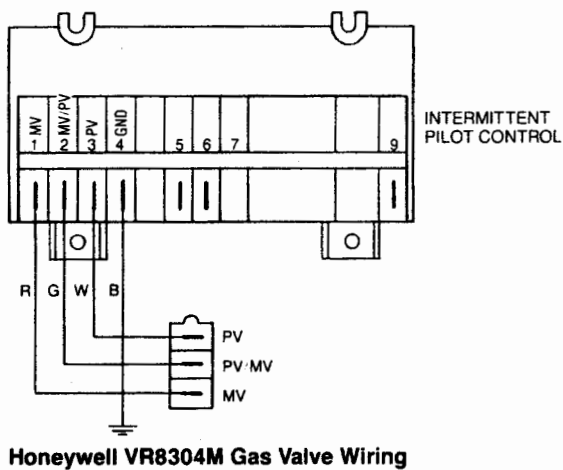 MV MV/PV PV GND
1 2 3 4 5 6 7 9
INTERMITTENT
PILOT CONTROL
R G W B
PV
PV/MV
MV
Honeywell VR8304M Gas Valve Wiring